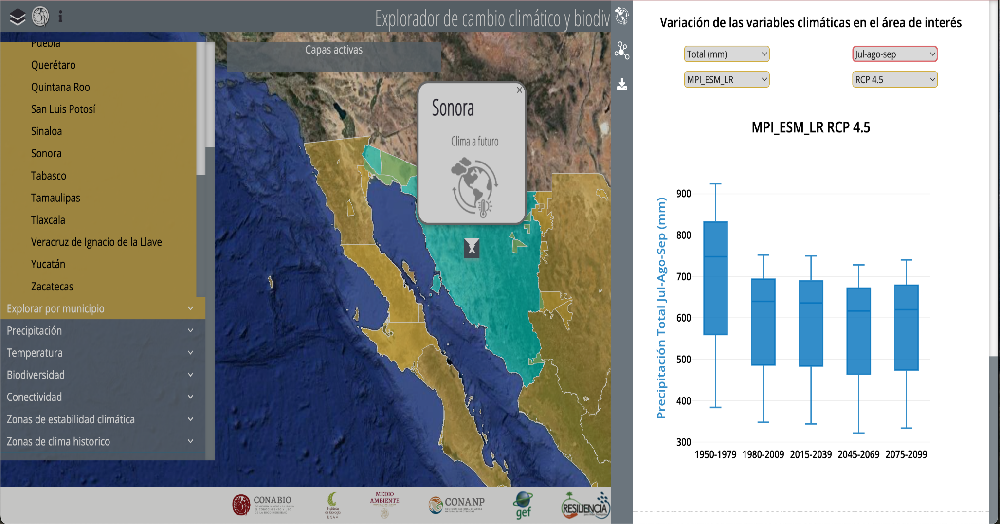 Explorador de cambio climático y biodiv
Puebla
Querétaro
Quintana Roo
San Luis Potosí
Sinaloa
Sonora
Tabasco
Tamaulipas
Tlaxcala
Veracruz de Ignacio de la Llave
Yucatán
Zacatecas
Explorar por municipio
Precipitación
Temperatura
Biodiversidad
Conectividad
Zonas de estabilidad climática
Zonas de clima historico
Capas activas
X
Sonora
Clima a futuro
X
CONABIO
COMISIÓN NACIONAL PARA
EL CONOCIMIENTO Y USO
DE LA BIODIVERSIDAD
Instituto
de Biología
UNAM
MEDIO
AMBIENTE
CONANP
COMISIÓN NACIONAL DE ÁREAS
NATURALES PROTEGIDAS
gef
RESILIENCIA
Variación de las variables climáticas en el área de interés
Total (mm)
Jul-ago-sep
MPI_ESM_LR
RCP 4.5
MPI_ESM_LR RCP 4.5
Precipitación Total Jul-Ago-Sep (mm)
900
800
700
600
500
400
300
1950-1979 1980-2009 2015-2039 2045-2069 2075-2099